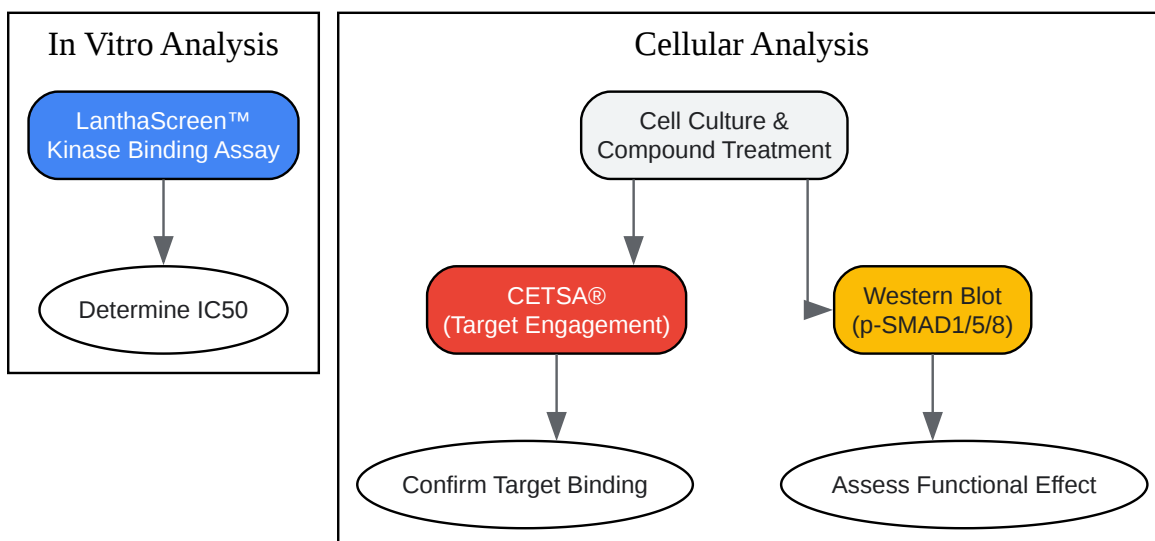 In Vitro Analysis
LanthaScreen™
Kinase Binding Assay
Determine IC50
Cellular Analysis
Cell Culture &
Compound Treatment
CETSA®
(Target Engagement)
Western Blot
(p-SMAD1/5/8)
Confirm Target Binding
Assess Functional Effect